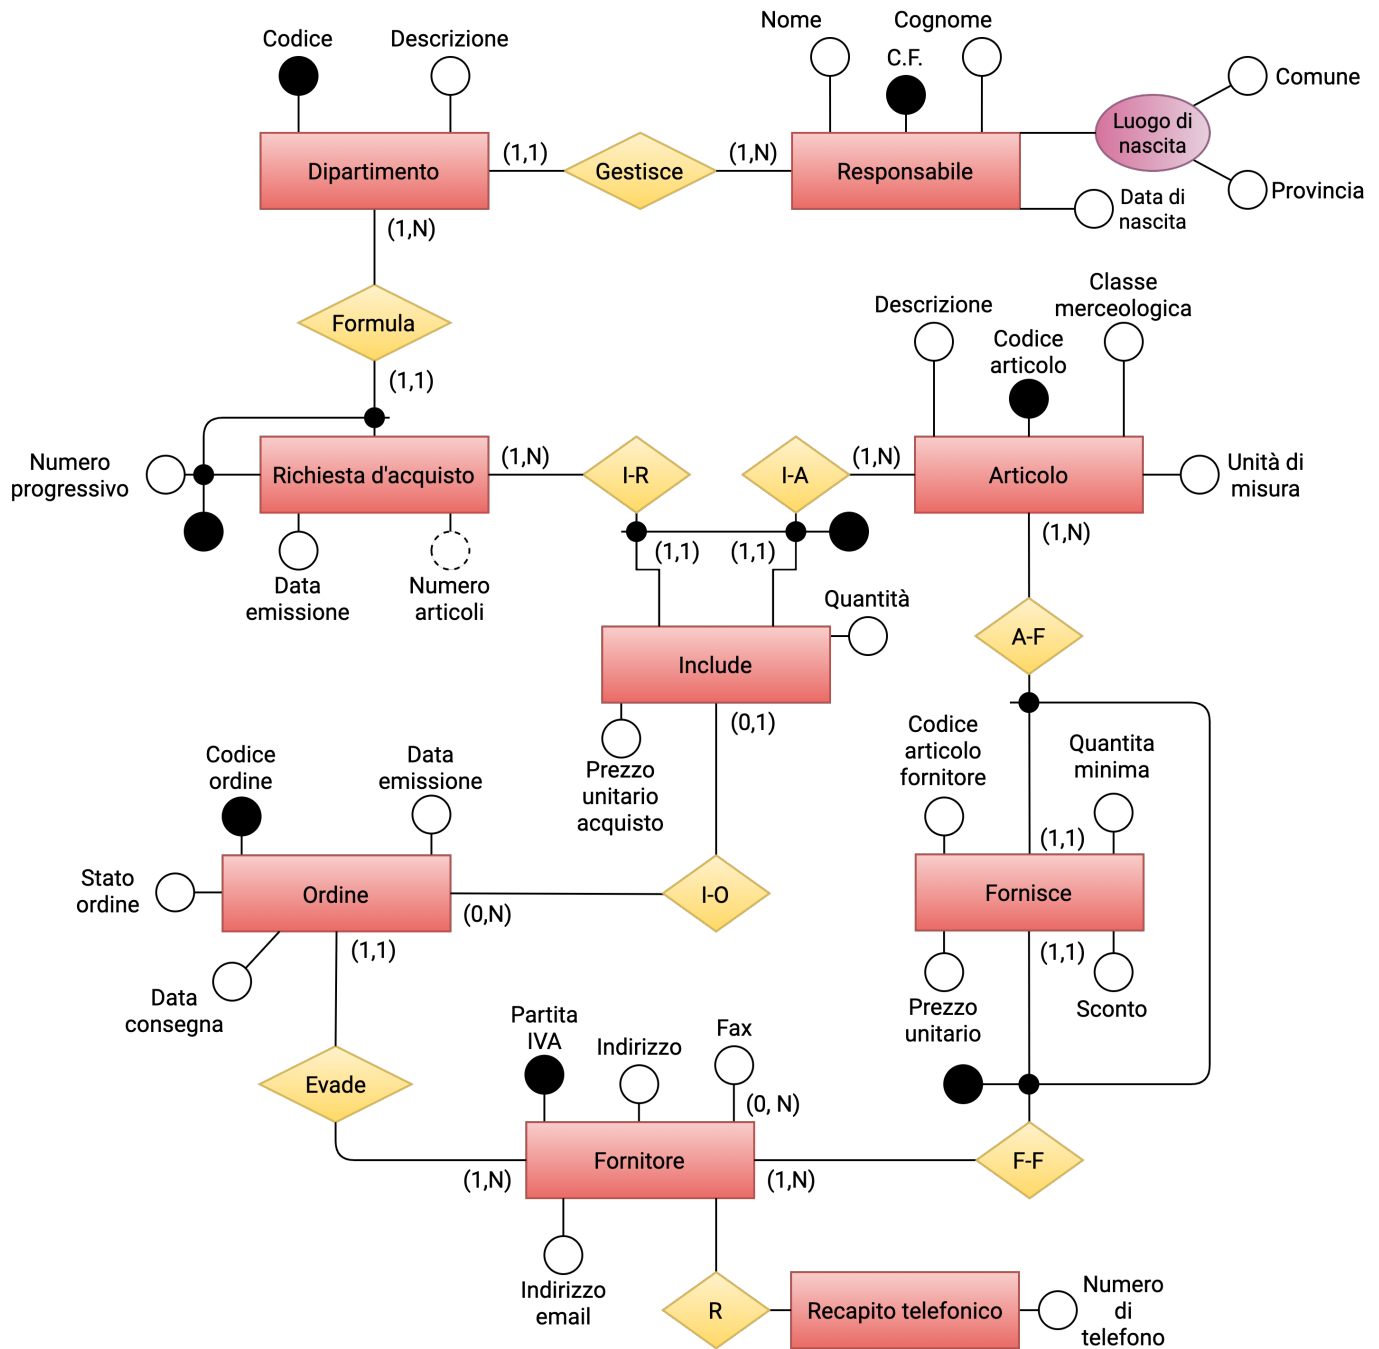 Nome
Cognome
Codice
Descrizione
C.F.
Comune
Luogo di
nascita
(1,1)
(1,N)
Dipartimento
Gestisce
Responsabile
Provincia
Data di
nascita
(1,N)
Classe
merceologica
Descrizione
Formula
Codice
articolo
(1,1)
Numero
progressivo
(1,N)
(1,N)
Unità di
misura
Richiesta d'acquisto
I-R
I-A
Articolo
(1,N)
(1,1)
(1,1)
Data
emissione
Numero
articoli
Quantità
A-F
Include
(0,1)
Codice
articolo
fornitore
Quantita
minima
Codice
ordine
Data
emissione
Prezzo
unitario
acquisto
(1,1)
Stato
ordine
Ordine
I-O
Fornisce
(0,N)
(1,1)
(1,1)
Data
consegna
Prezzo
unitario
Sconto
Partita
IVA
Fax
Indirizzo
Evade
(0, N)
Fornitore
F-F
(1,N)
(1,N)
Indirizzo
email
R
Recapito telefonico
Numero
di
telefono